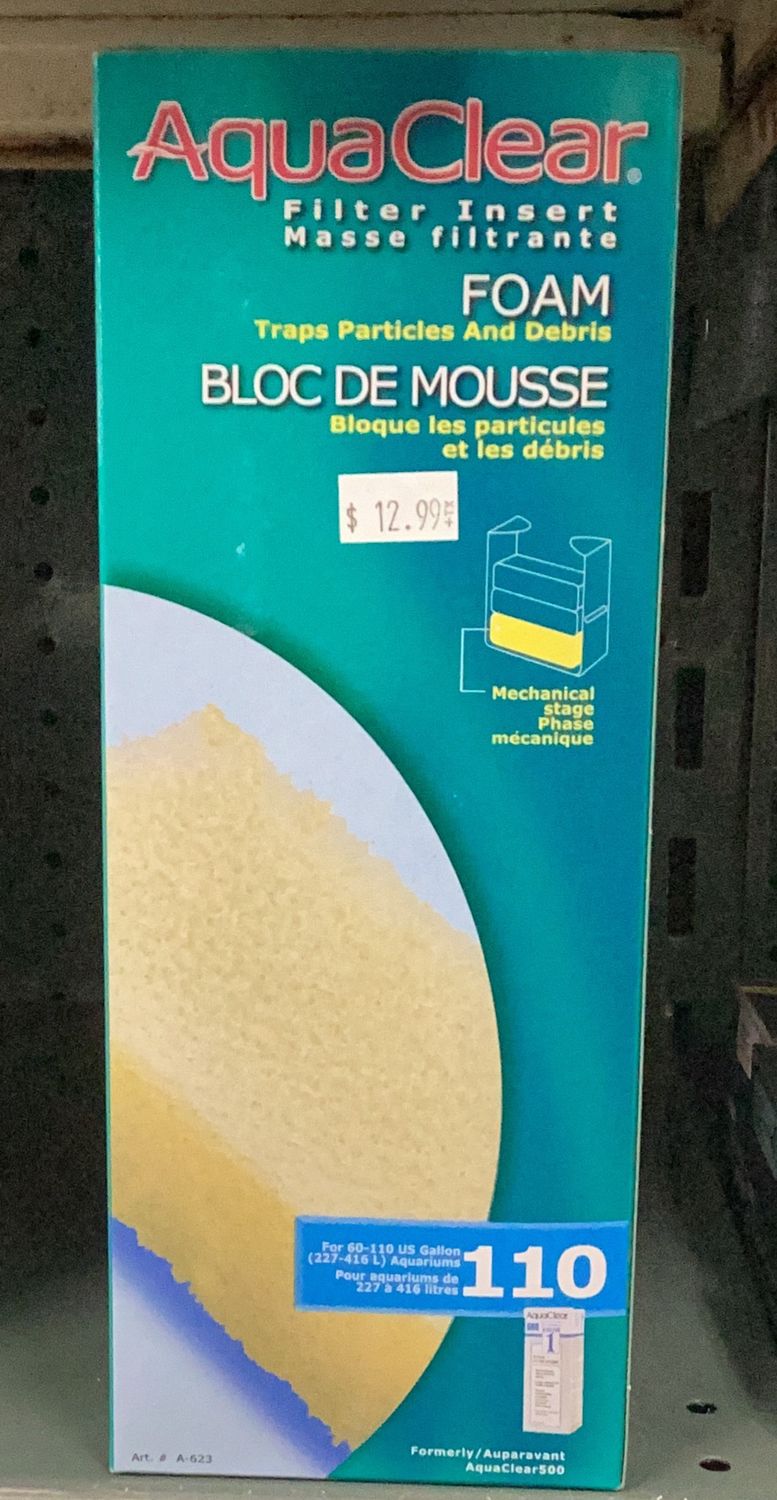 AquaClear®
Filter Insert
Masse filtrante
FOAM
Traps Particles And Debris
BLOC DE MOUSSE
Bloque les particules
et les débris
$ 12.99
Mechanical
stage
Phase
mécanique
For 60-110 US Gallon
(227-416 L) Aquariums
Pour aquariums de
227 à 416 litres
110
AquaClear
1
Formerly/Auparavant
AquaClear500
Art. # A-623